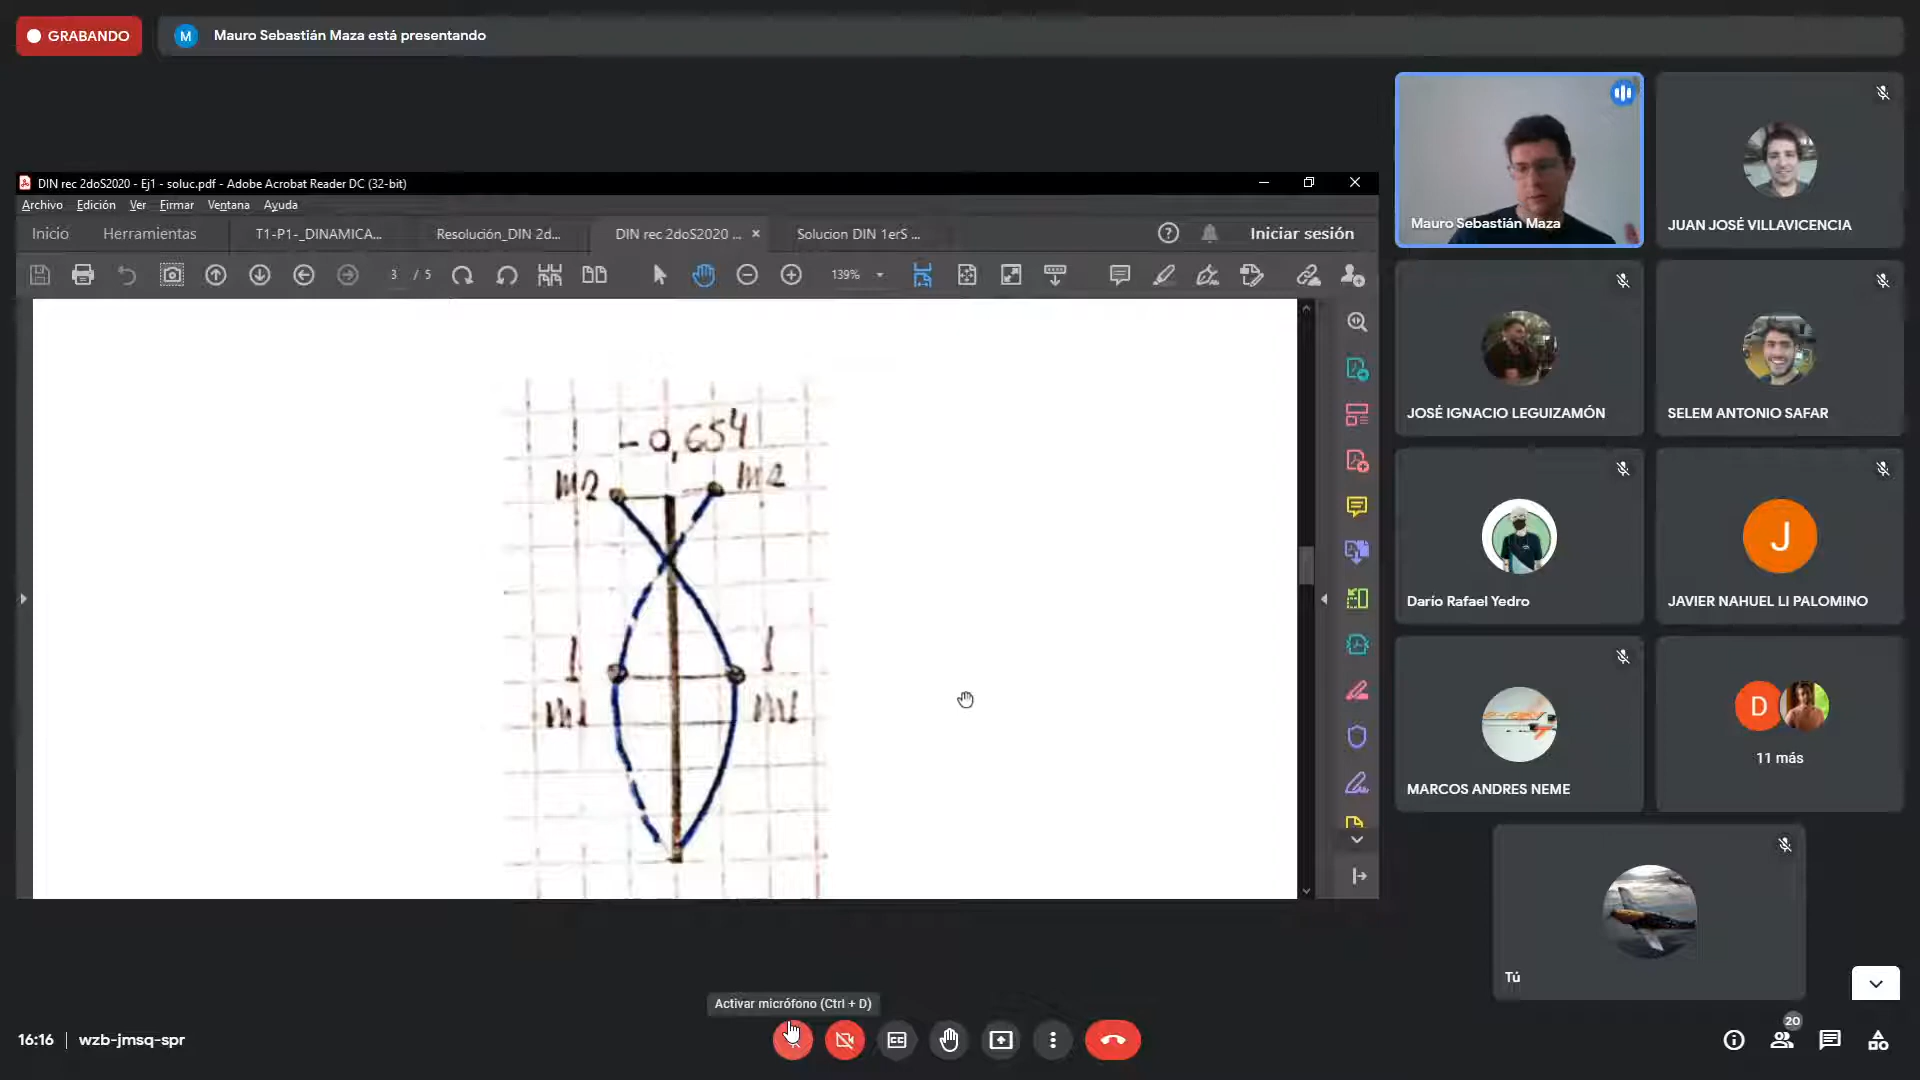 GRABANDO
M
Mauro Sebastián Maza está presentando
DIN rec 2doS2020 - Ej1 - soluc.pdf - Adobe Acrobat Reader DC (32-bit)
Archivo Edición Ver Firmar Ventana Ayuda
Inicio Herramientas T1-P1-_DINAMICA... Resolución_DIN 2d... DIN rec 2doS2020 ... × Solucion DIN 1erS ... Iniciar sesión
3 / 5 139%
-0,654
m2 m2
1 1
m1 m1
Mauro Sebastián Maza
JUAN JOSÉ VILLAVICENCIA
JOSÉ IGNACIO LEGUIZAMÓN
SELEM ANTONIO SAFAR
Darío Rafael Yedro
J
JAVIER NAHUEL LI PALOMINO
MARCOS ANDRES NEME
D
11 más
Tú
Activar micrófono (Ctrl + D)
16:16 | wzb-jmsq-spr
20